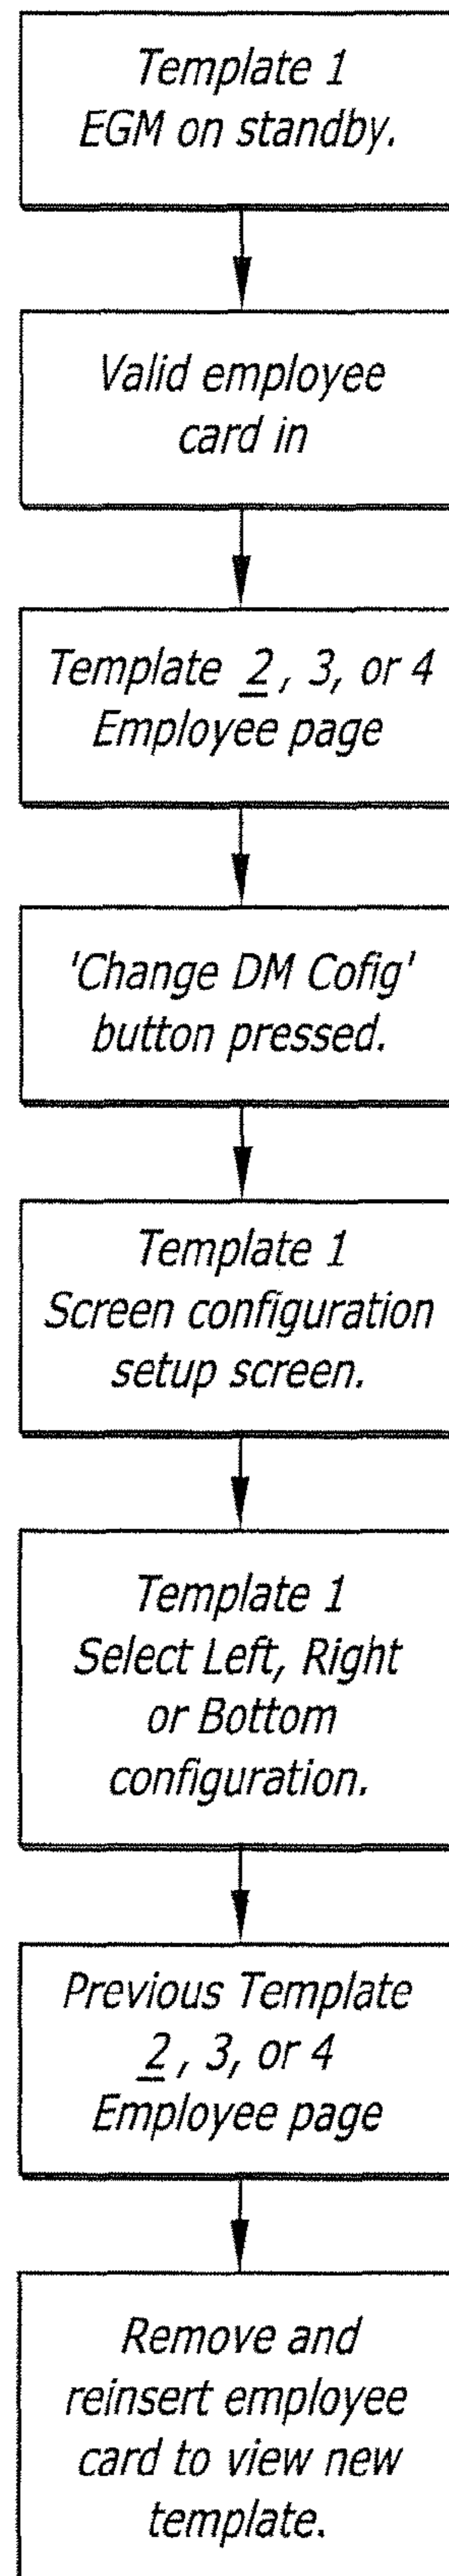 Template 1
EGM on standby.
Valid employee
card in
Template 2, 3, or 4
Employee page
'Change DM Cofig'
button pressed.
Template 1
Screen configuration
setup screen.
Template 1
Select Left, Right
or Bottom
configuration.
Previous Template
2, 3, or 4
Employee page
Remove and
reinsert employee
card to view new
template.